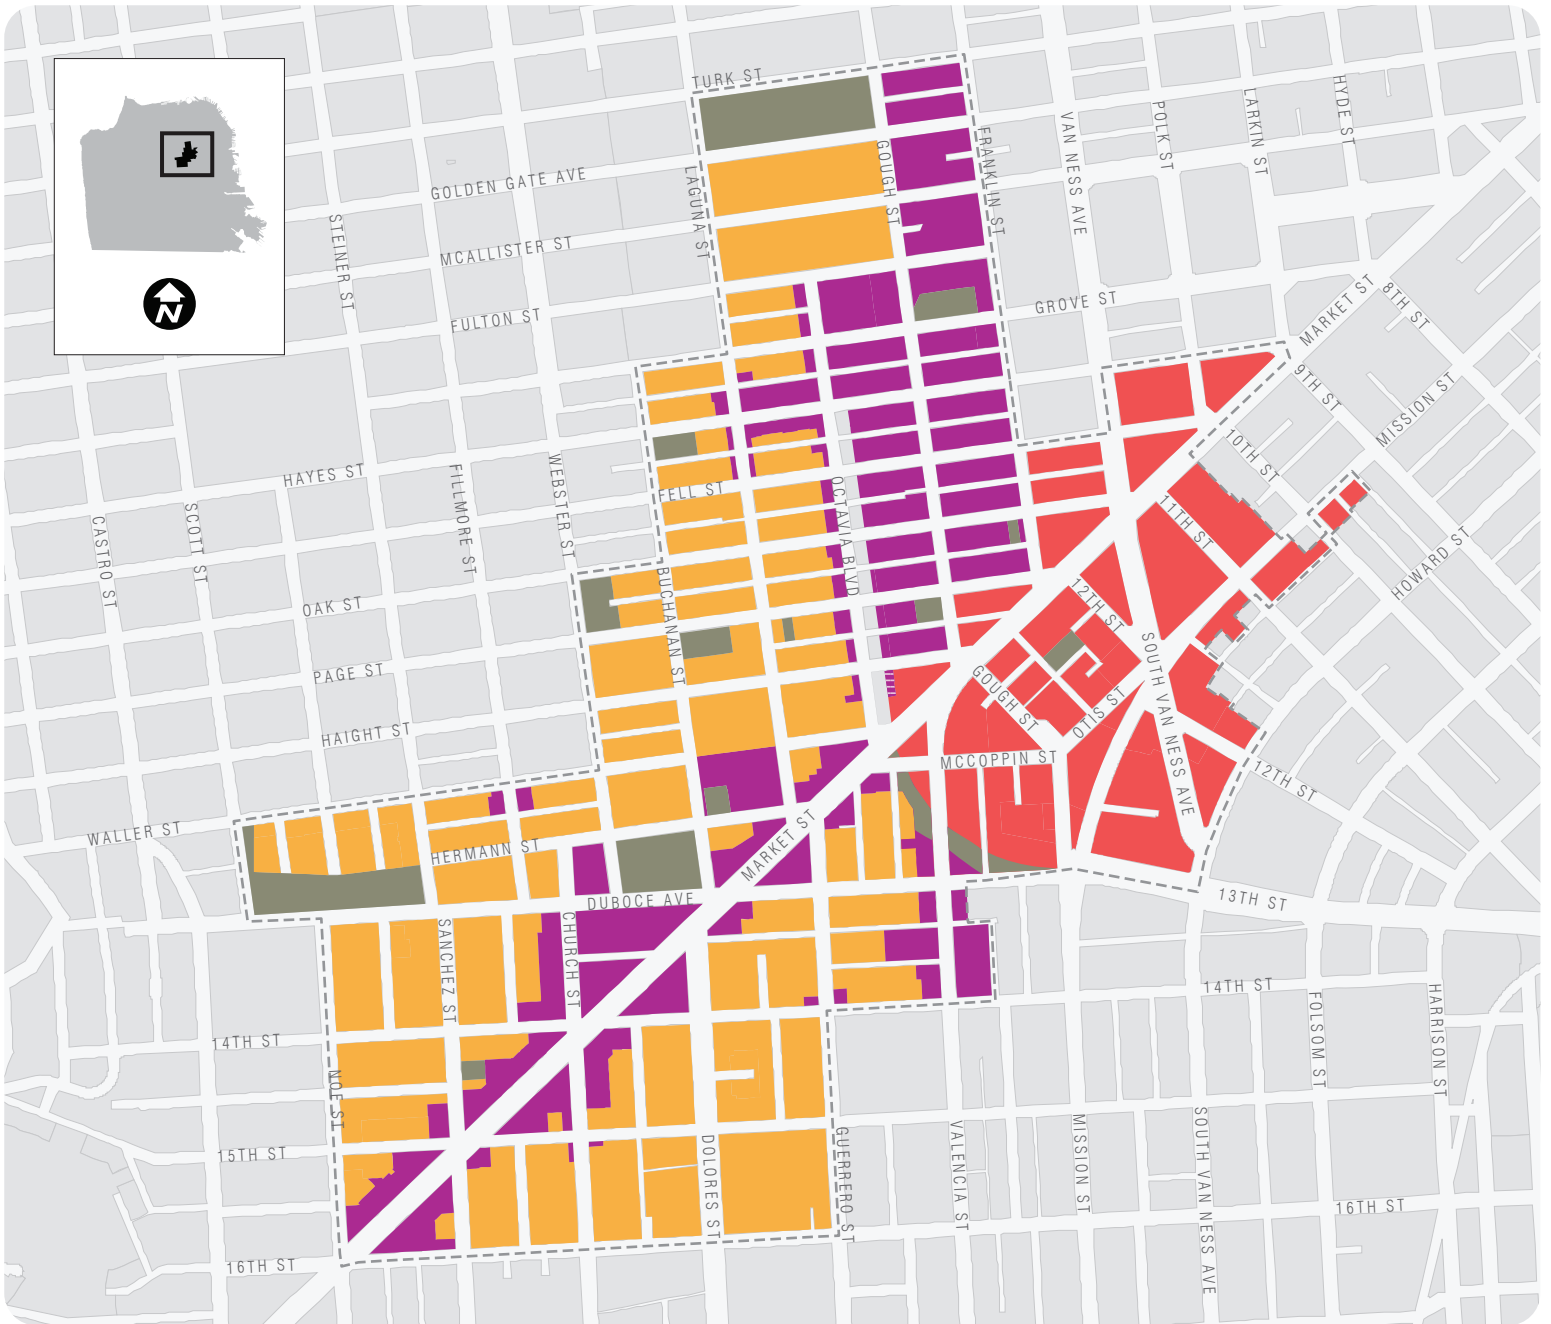 TURK ST
HYDE ST
LARKIN ST
POLK ST
VAN NESS AVE
FRANKLIN ST
GOUGH ST
LAGUNA ST
GOLDEN GATE AVE
STEINER ST
MCALLISTER ST
FULTON ST
GROVE ST
MARKET ST
8TH ST
9TH ST
MISSION ST
10TH ST
HAYES ST
FILLMORE ST
WEBSTER ST
FELL ST
OCTAVIA BLVD
11TH ST
SCOTT ST
CASTRO ST
HOWARD ST
OAK ST
BUCHANAN ST
12TH ST
PAGE ST
GOUGH ST
OTIS ST
SOUTH VAN NESS AVE
HAIGHT ST
MCCOPPIN ST
12TH ST
WALLER ST
HERMANN ST
MARKET ST
DUBOCE AVE
13TH ST
SANCHEZ ST
CHURCH ST
14TH ST
FOLSOM ST
HARRISON ST
14TH ST
NOE ST
15TH ST
DOLORES ST
GUERRERO ST
VALENCIA ST
MISSION ST
SOUTH VAN NESS AVE
16TH ST
16TH ST
N